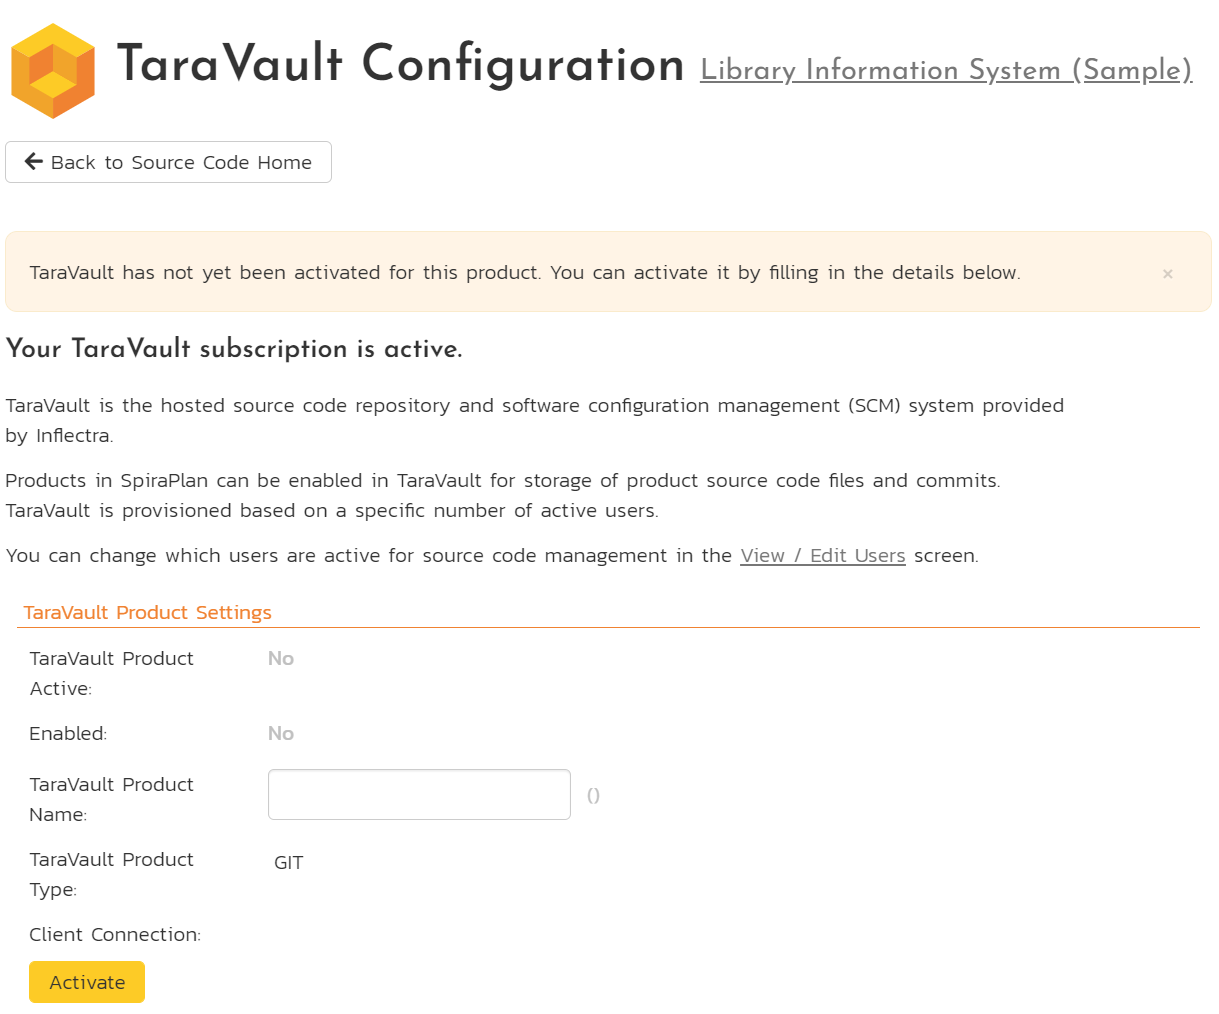 TaraVault Configuration Library Information System (Sample)
← Back to Source Code Home
TaraVault has not yet been activated for this product. You can activate it by filling in the details below. ×
Your TaraVault subscription is active.
TaraVault is the hosted source code repository and software configuration management (SCM) system provided
by Inflectra.
Products in SpiraPlan can be enabled in TaraVault for storage of product source code files and commits.
TaraVault is provisioned based on a specific number of active users.
You can change which users are active for source code management in the View / Edit Users screen.
TaraVault Product Settings
TaraVault Product No
Active:
Enabled: No
TaraVault Product
Name: ()
TaraVault Product GIT
Type:
Client Connection:
Activate